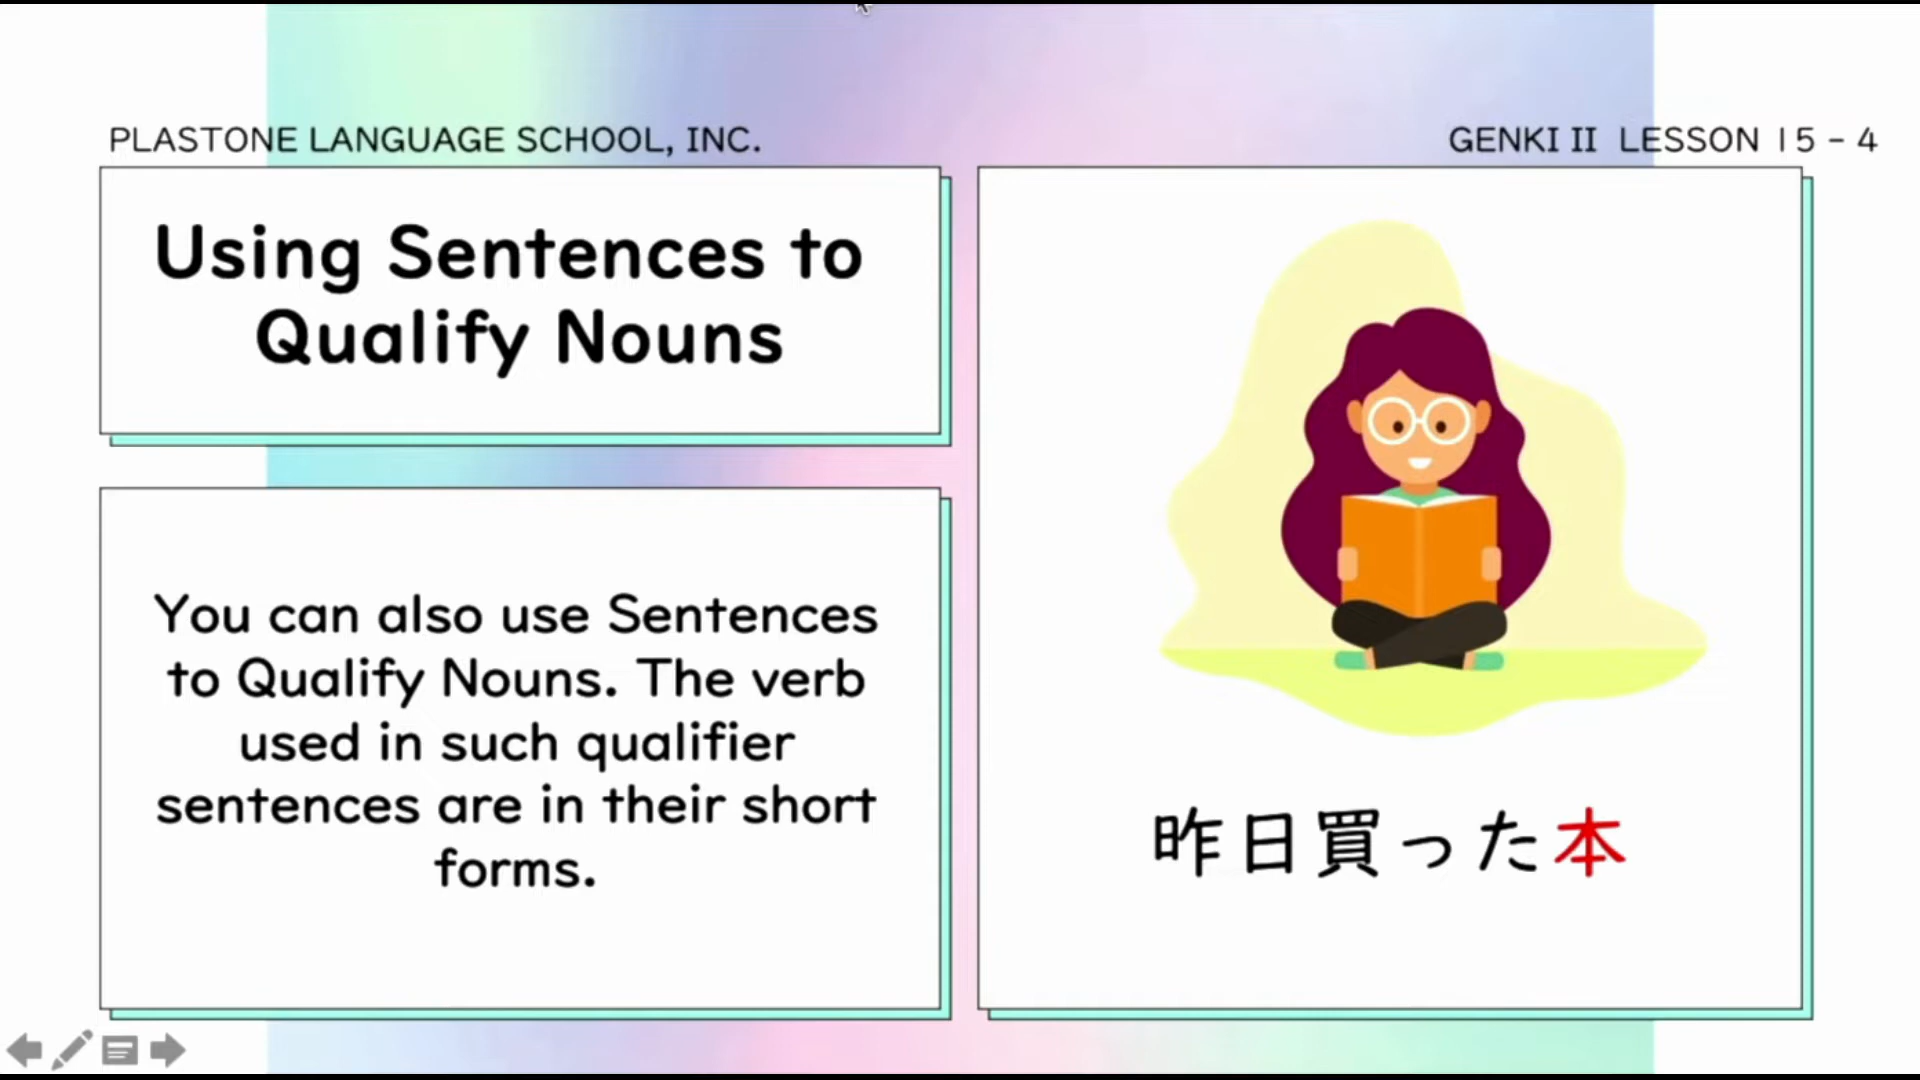 PLASTONE LANGUAGE SCHOOL, INC.
GENKI II LESSON 15 - 4
Using Sentences to
Qualify Nouns
You can also use Sentences
to Qualify Nouns. The verb
used in such qualifier
sentences are in their short
forms.
昨日買った本